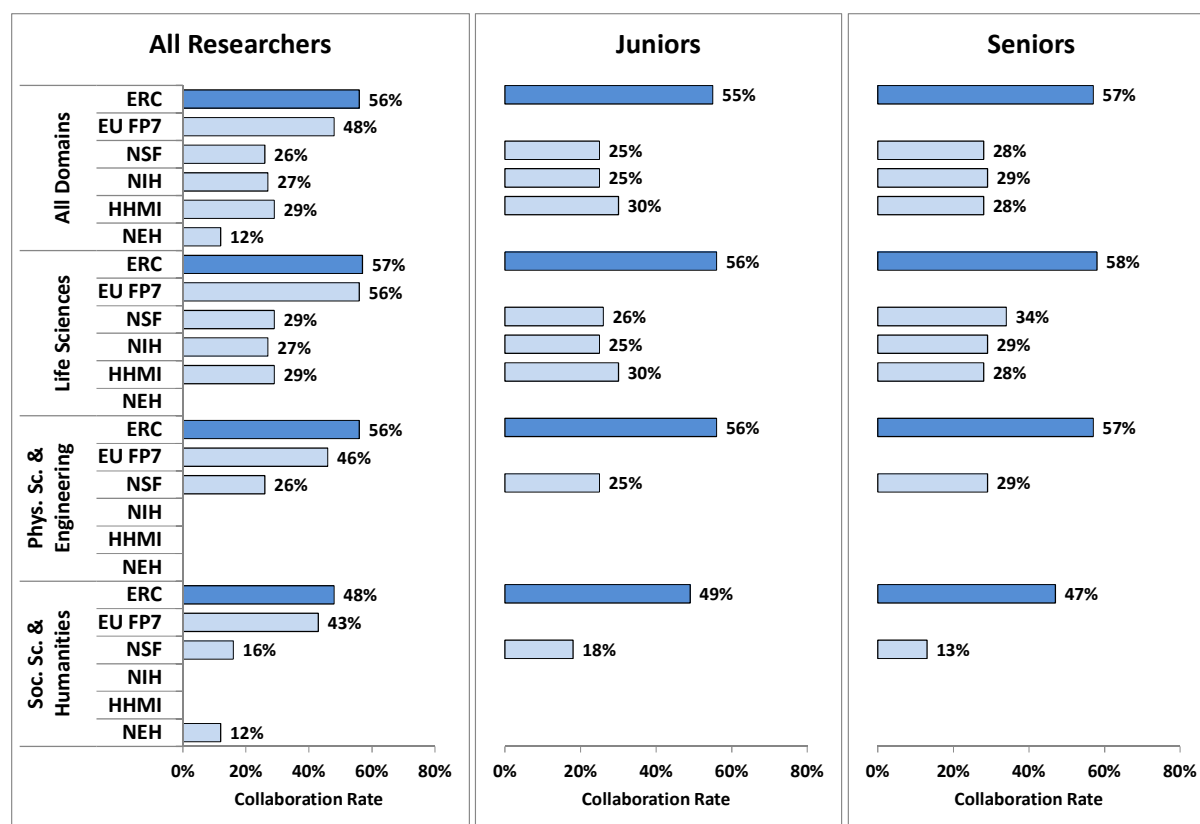 All Researchers
All Domains
ERC 56%
EU FP7 48%
NSF 26%
NIH 27%
HHMI 29%
NEH 12%
Life Sciences
ERC 57%
EU FP7 56%
NSF 29%
NIH 27%
HHMI 29%
NEH
Phys. Sc. &
Engineering
ERC 56%
EU FP7 46%
NSF 26%
NIH
HHMI
NEH
Soc. Sc. &
Humanities
ERC 48%
EU FP7 43%
NSF 16%
NIH
HHMI
NEH 12%
0% 20% 40% 60% 80%
Collaboration Rate
Juniors
55%
25%
25%
30%
56%
26%
25%
30%
56%
25%
49%
18%
0% 20% 40% 60% 80%
Collaboration Rate
Seniors
57%
28%
29%
28%
58%
34%
29%
28%
57%
29%
47%
13%
0% 20% 40% 60% 80%
Collaboration Rate